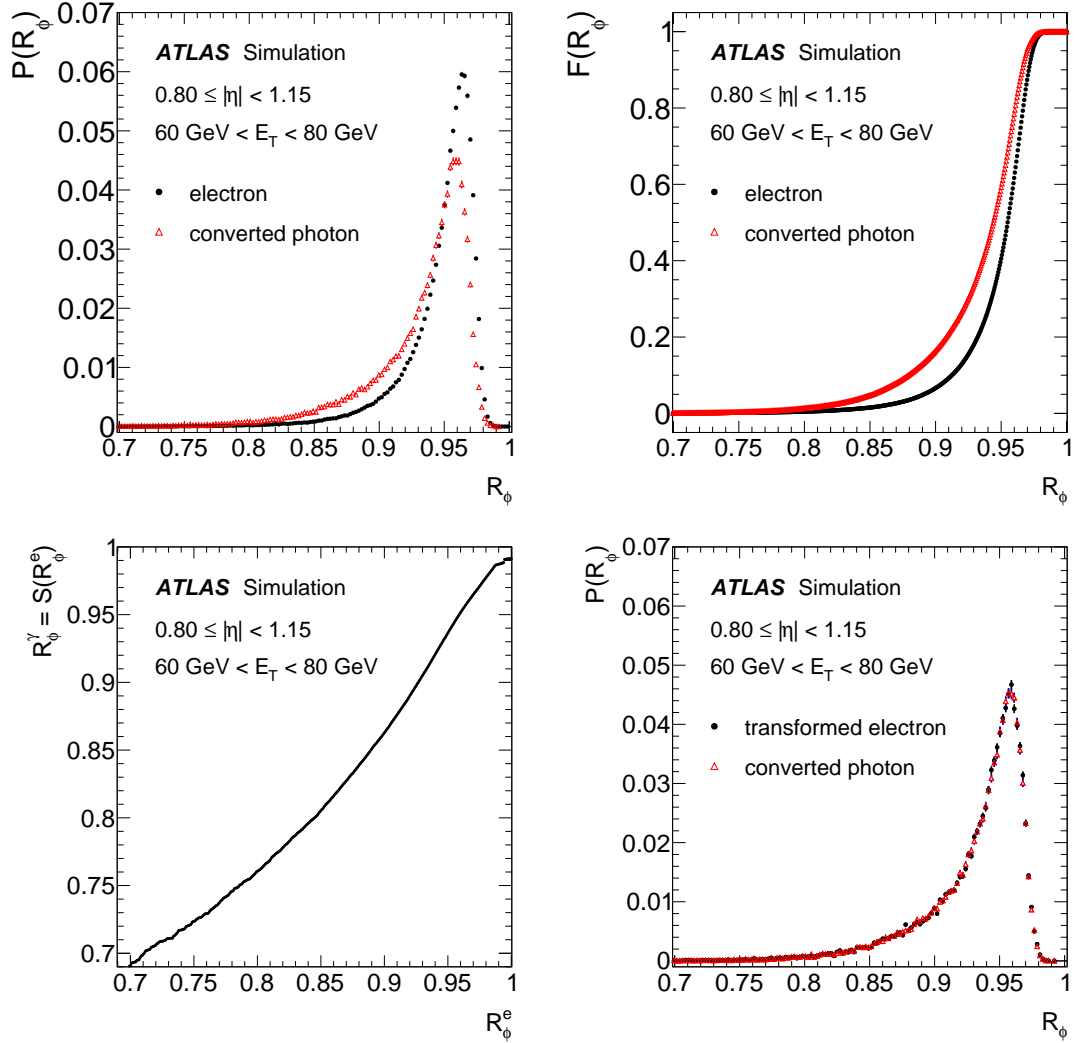 P(R_ϕ)
0.07
0.06
0.05
0.04
0.03
0.02
0.01
0
ATLAS Simulation
0.80 ≤ |η| < 1.15
60 GeV < E_T < 80 GeV
electron
converted photon
0.7 0.75 0.8 0.85 0.9 0.95 1
R_ϕ
F(R_ϕ)
1
0.8
0.6
0.4
0.2
0
ATLAS Simulation
0.80 ≤ |η| < 1.15
60 GeV < E_T < 80 GeV
electron
converted photon
0.7 0.75 0.8 0.85 0.9 0.95 1
R_ϕ
R_ϕ^γ = S(R_ϕ^e)
1
0.95
0.9
0.85
0.8
0.75
0.7
ATLAS Simulation
0.80 ≤ |η| < 1.15
60 GeV < E_T < 80 GeV
0.7 0.75 0.8 0.85 0.9 0.95 1
R_ϕ^e
P(R_ϕ)
0.07
0.06
0.05
0.04
0.03
0.02
0.01
0
ATLAS Simulation
0.80 ≤ |η| < 1.15
60 GeV < E_T < 80 GeV
transformed electron
converted photon
0.7 0.75 0.8 0.85 0.9 0.95 1
R_ϕ